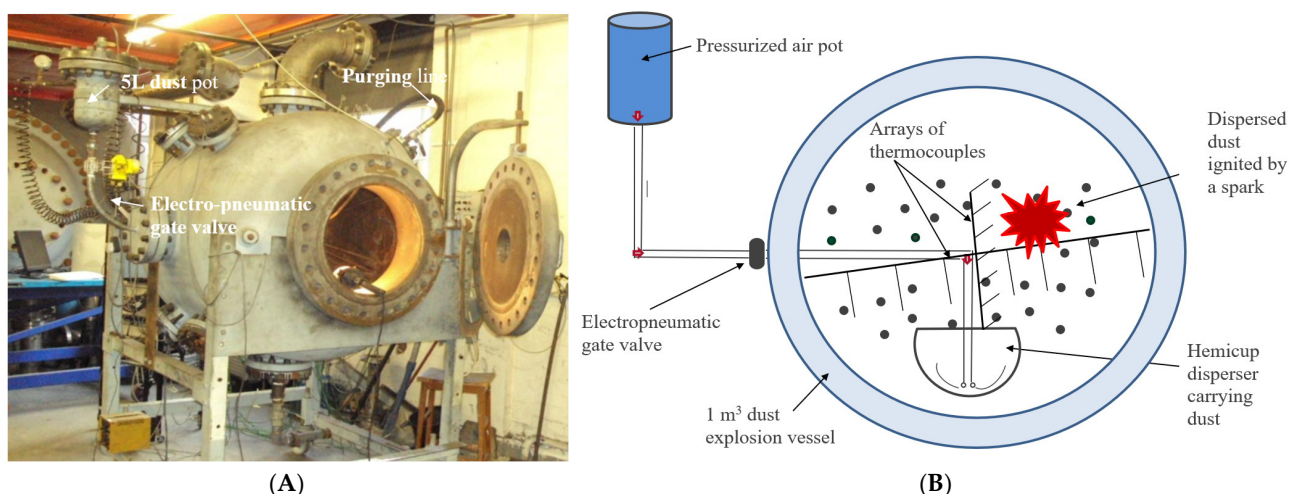 5L dust pot
Purging line
Electro-pneumatic
gate valve
(A)
Pressurized air pot
Arrays of
thermocouples
Dispersed
dust
ignited by
a spark
Electropneumatic
gate valve
1 m³ dust
explosion vessel
Hemicup
disperser
carrying
dust
(B)